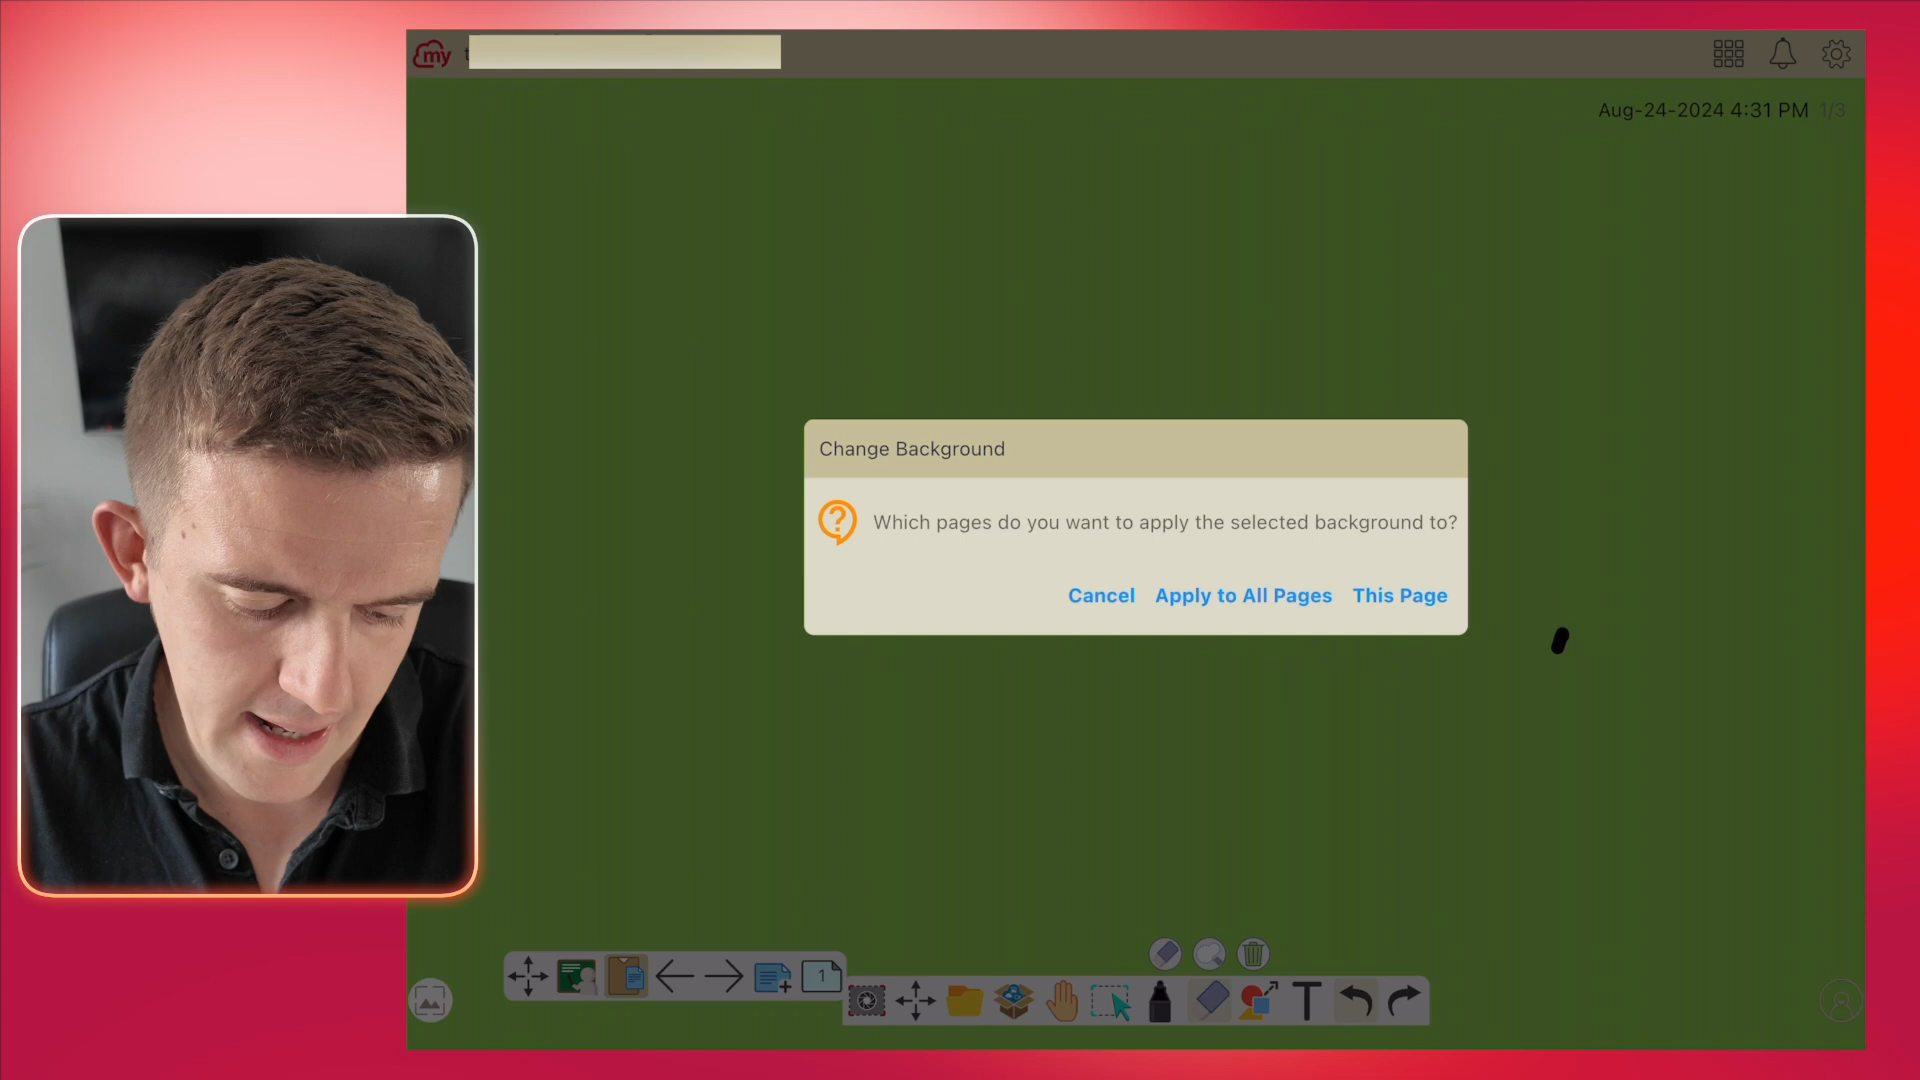 my
Aug-24-2024 4:31 PM 1/3
Change Background
Which pages do you want to apply the selected background to?
Cancel Apply to All Pages This Page
1
T